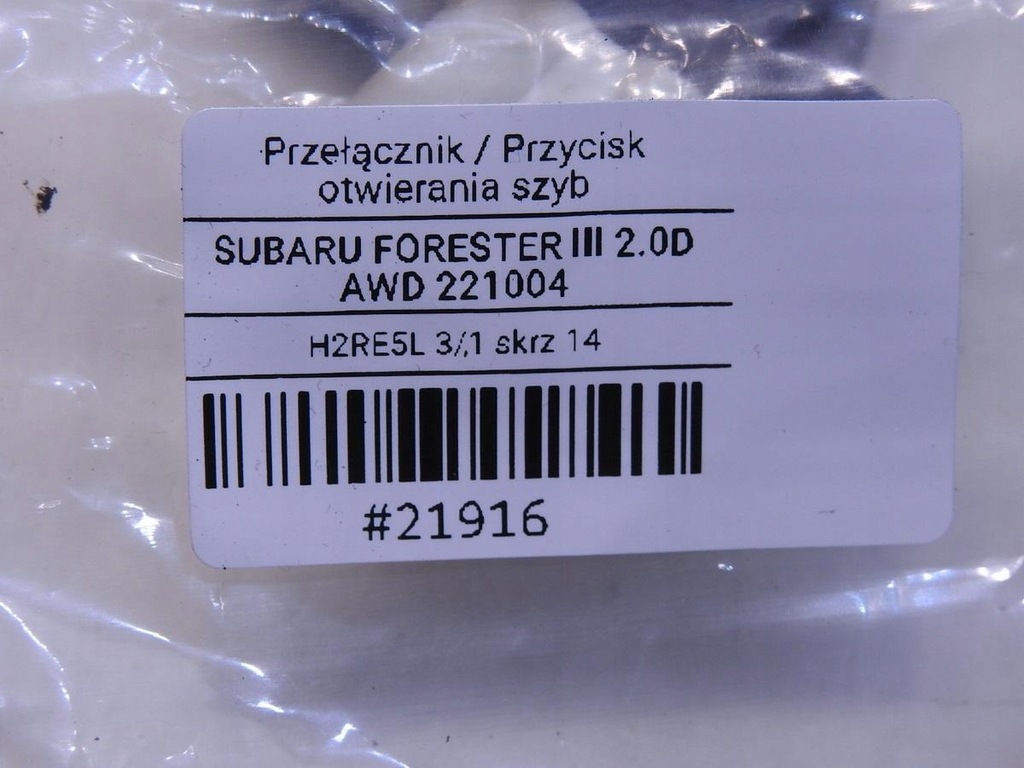 Przełącznik / Przycisk
otwierania szyb
SUBARU FORESTER III 2.0D
AWD 221004
H2RE5L 3/1 skrz 14
#21916